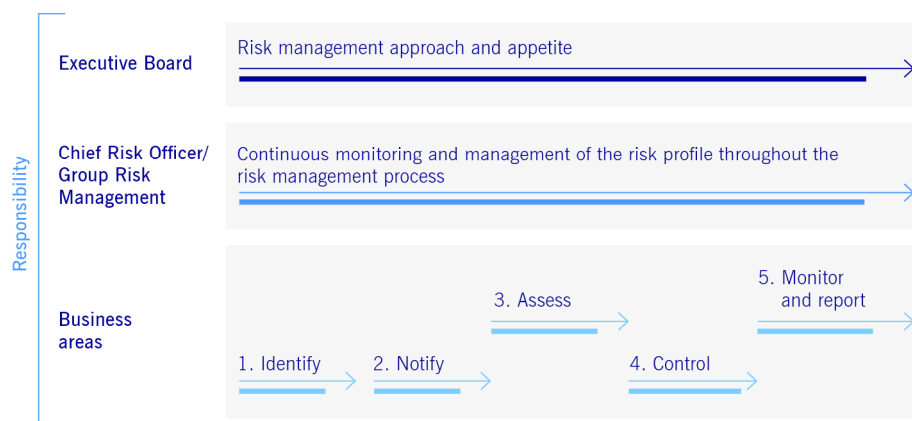 Responsibility
Executive Board
Risk management approach and appetite
Chief Risk Officer/
Group Risk
Management
Continuous monitoring and management of the risk profile throughout the
risk management process
Business
areas
1. Identify
2. Notify
3. Assess
4. Control
5. Monitor
and report